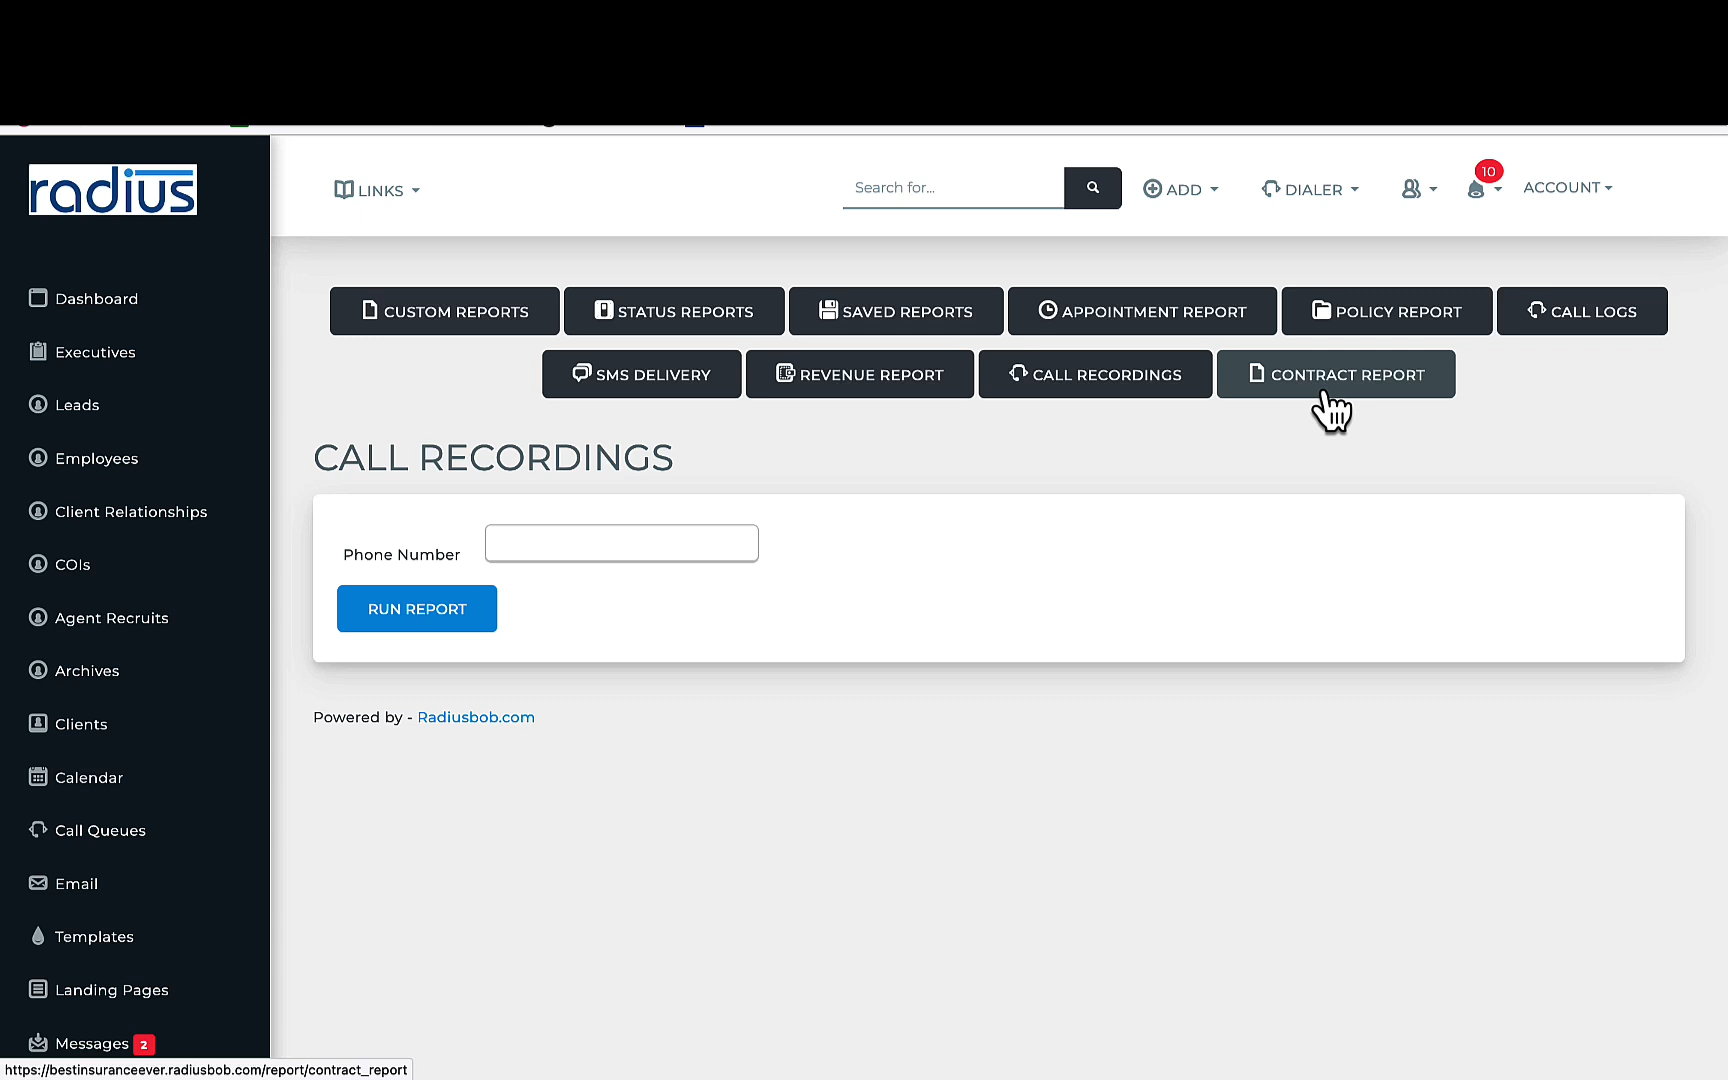 radius
LINKS
Search for...
ADD
DIALER
10
ACCOUNT
Dashboard
Executives
Leads
Employees
Client Relationships
COIs
Agent Recruits
Archives
Clients
Calendar
Call Queues
Email
Templates
Landing Pages
Messages 2
CUSTOM REPORTS
STATUS REPORTS
SAVED REPORTS
APPOINTMENT REPORT
POLICY REPORT
CALL LOGS
SMS DELIVERY
REVENUE REPORT
CALL RECORDINGS
CONTRACT REPORT
CALL RECORDINGS
Phone Number
RUN REPORT
Powered by - Radiusbob.com
https://bestinsuranceever.radiusbob.com/report/contract_report